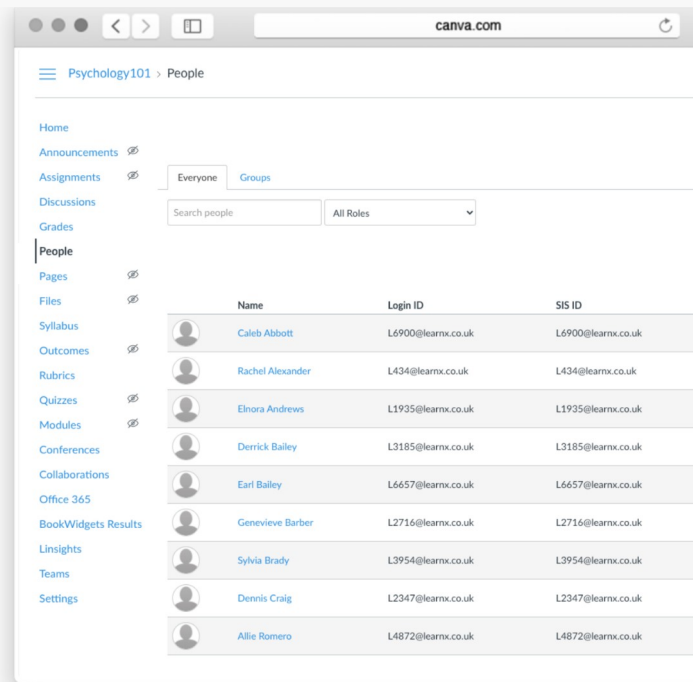 canva.com
Psychology101 > People
Home
Announcements
Assignments
Discussions
Grades
People
Pages
Files
Syllabus
Outcomes
Rubrics
Quizzes
Modules
Conferences
Collaborations
Office 365
BookWidgets Results
Linsights
Teams
Settings
Everyone Groups
Search people All Roles
Name Login ID SIS ID
Caleb Abbott L6900@learnx.co.uk L6900@learnx.co.uk
Rachel Alexander L434@learnx.co.uk L434@learnx.co.uk
Elnora Andrews L1935@learnx.co.uk L1935@learnx.co.uk
Derrick Bailey L3185@learnx.co.uk L3185@learnx.co.uk
Earl Bailey L6657@learnx.co.uk L6657@learnx.co.uk
Genevieve Barber L2716@learnx.co.uk L2716@learnx.co.uk
Sylvia Brady L3954@learnx.co.uk L3954@learnx.co.uk
Dennis Craig L2347@learnx.co.uk L2347@learnx.co.uk
Allie Romero L4872@learnx.co.uk L4872@learnx.co.uk